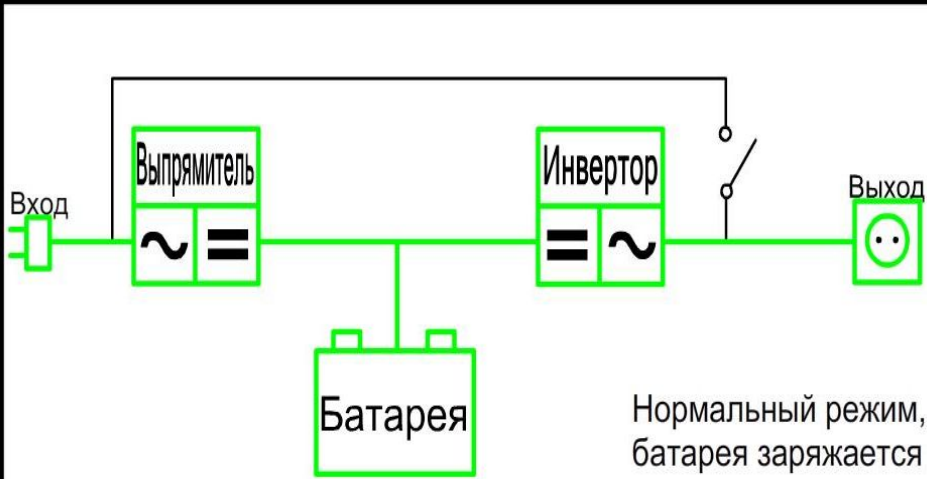 Выпрямитель
Инвертор
Вход
Выход
~ =
= ~
Батарея
Нормальный режим,
батарея заряжается